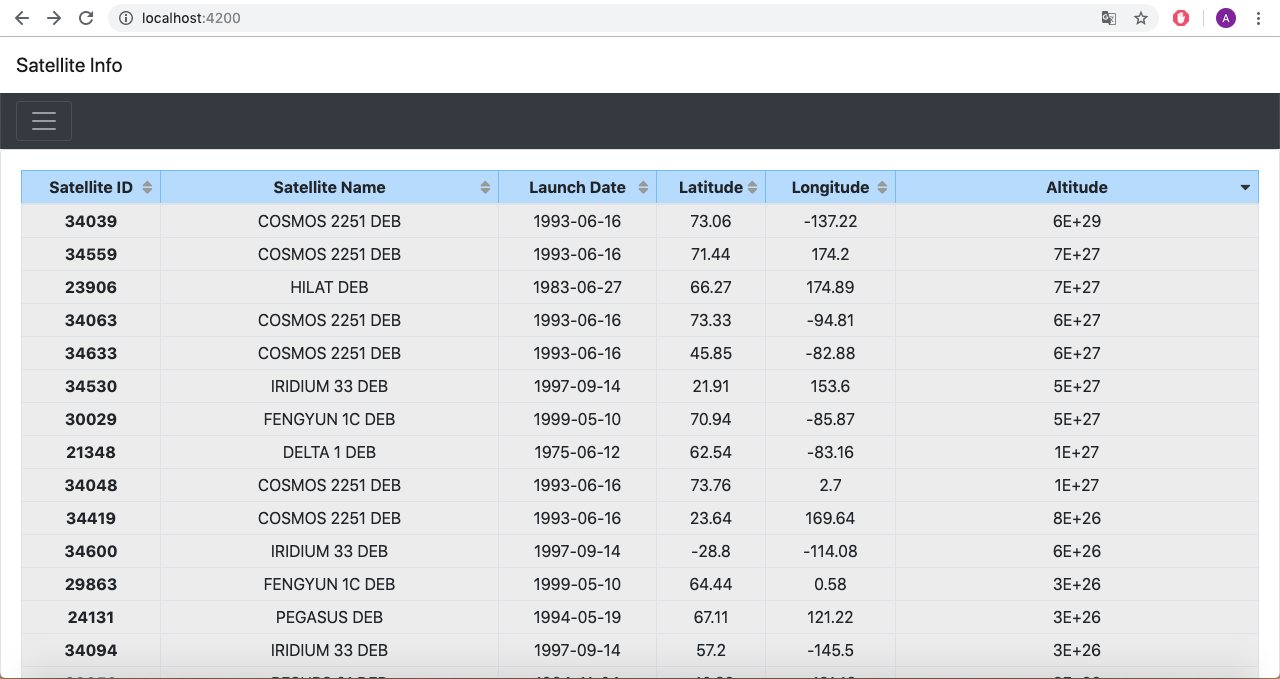 localhost:4200
A
Satellite Info
Satellite ID Satellite Name Launch Date Latitude Longitude Altitude
34039 COSMOS 2251 DEB 1993-06-16 73.06 -137.22 6E+29
34559 COSMOS 2251 DEB 1993-06-16 71.44 174.2 7E+27
23906 HILAT DEB 1983-06-27 66.27 174.89 7E+27
34063 COSMOS 2251 DEB 1993-06-16 73.33 -94.81 6E+27
34633 COSMOS 2251 DEB 1993-06-16 45.85 -82.88 6E+27
34530 IRIDIUM 33 DEB 1997-09-14 21.91 153.6 5E+27
30029 FENGYUN 1C DEB 1999-05-10 70.94 -85.87 5E+27
21348 DELTA 1 DEB 1975-06-12 62.54 -83.16 1E+27
34048 COSMOS 2251 DEB 1993-06-16 73.76 2.7 1E+27
34419 COSMOS 2251 DEB 1993-06-16 23.64 169.64 8E+26
34600 IRIDIUM 33 DEB 1997-09-14 -28.8 -114.08 6E+26
29863 FENGYUN 1C DEB 1999-05-10 64.44 0.58 3E+26
24131 PEGASUS DEB 1994-05-19 67.11 121.22 3E+26
34094 IRIDIUM 33 DEB 1997-09-14 57.2 -145.5 3E+26